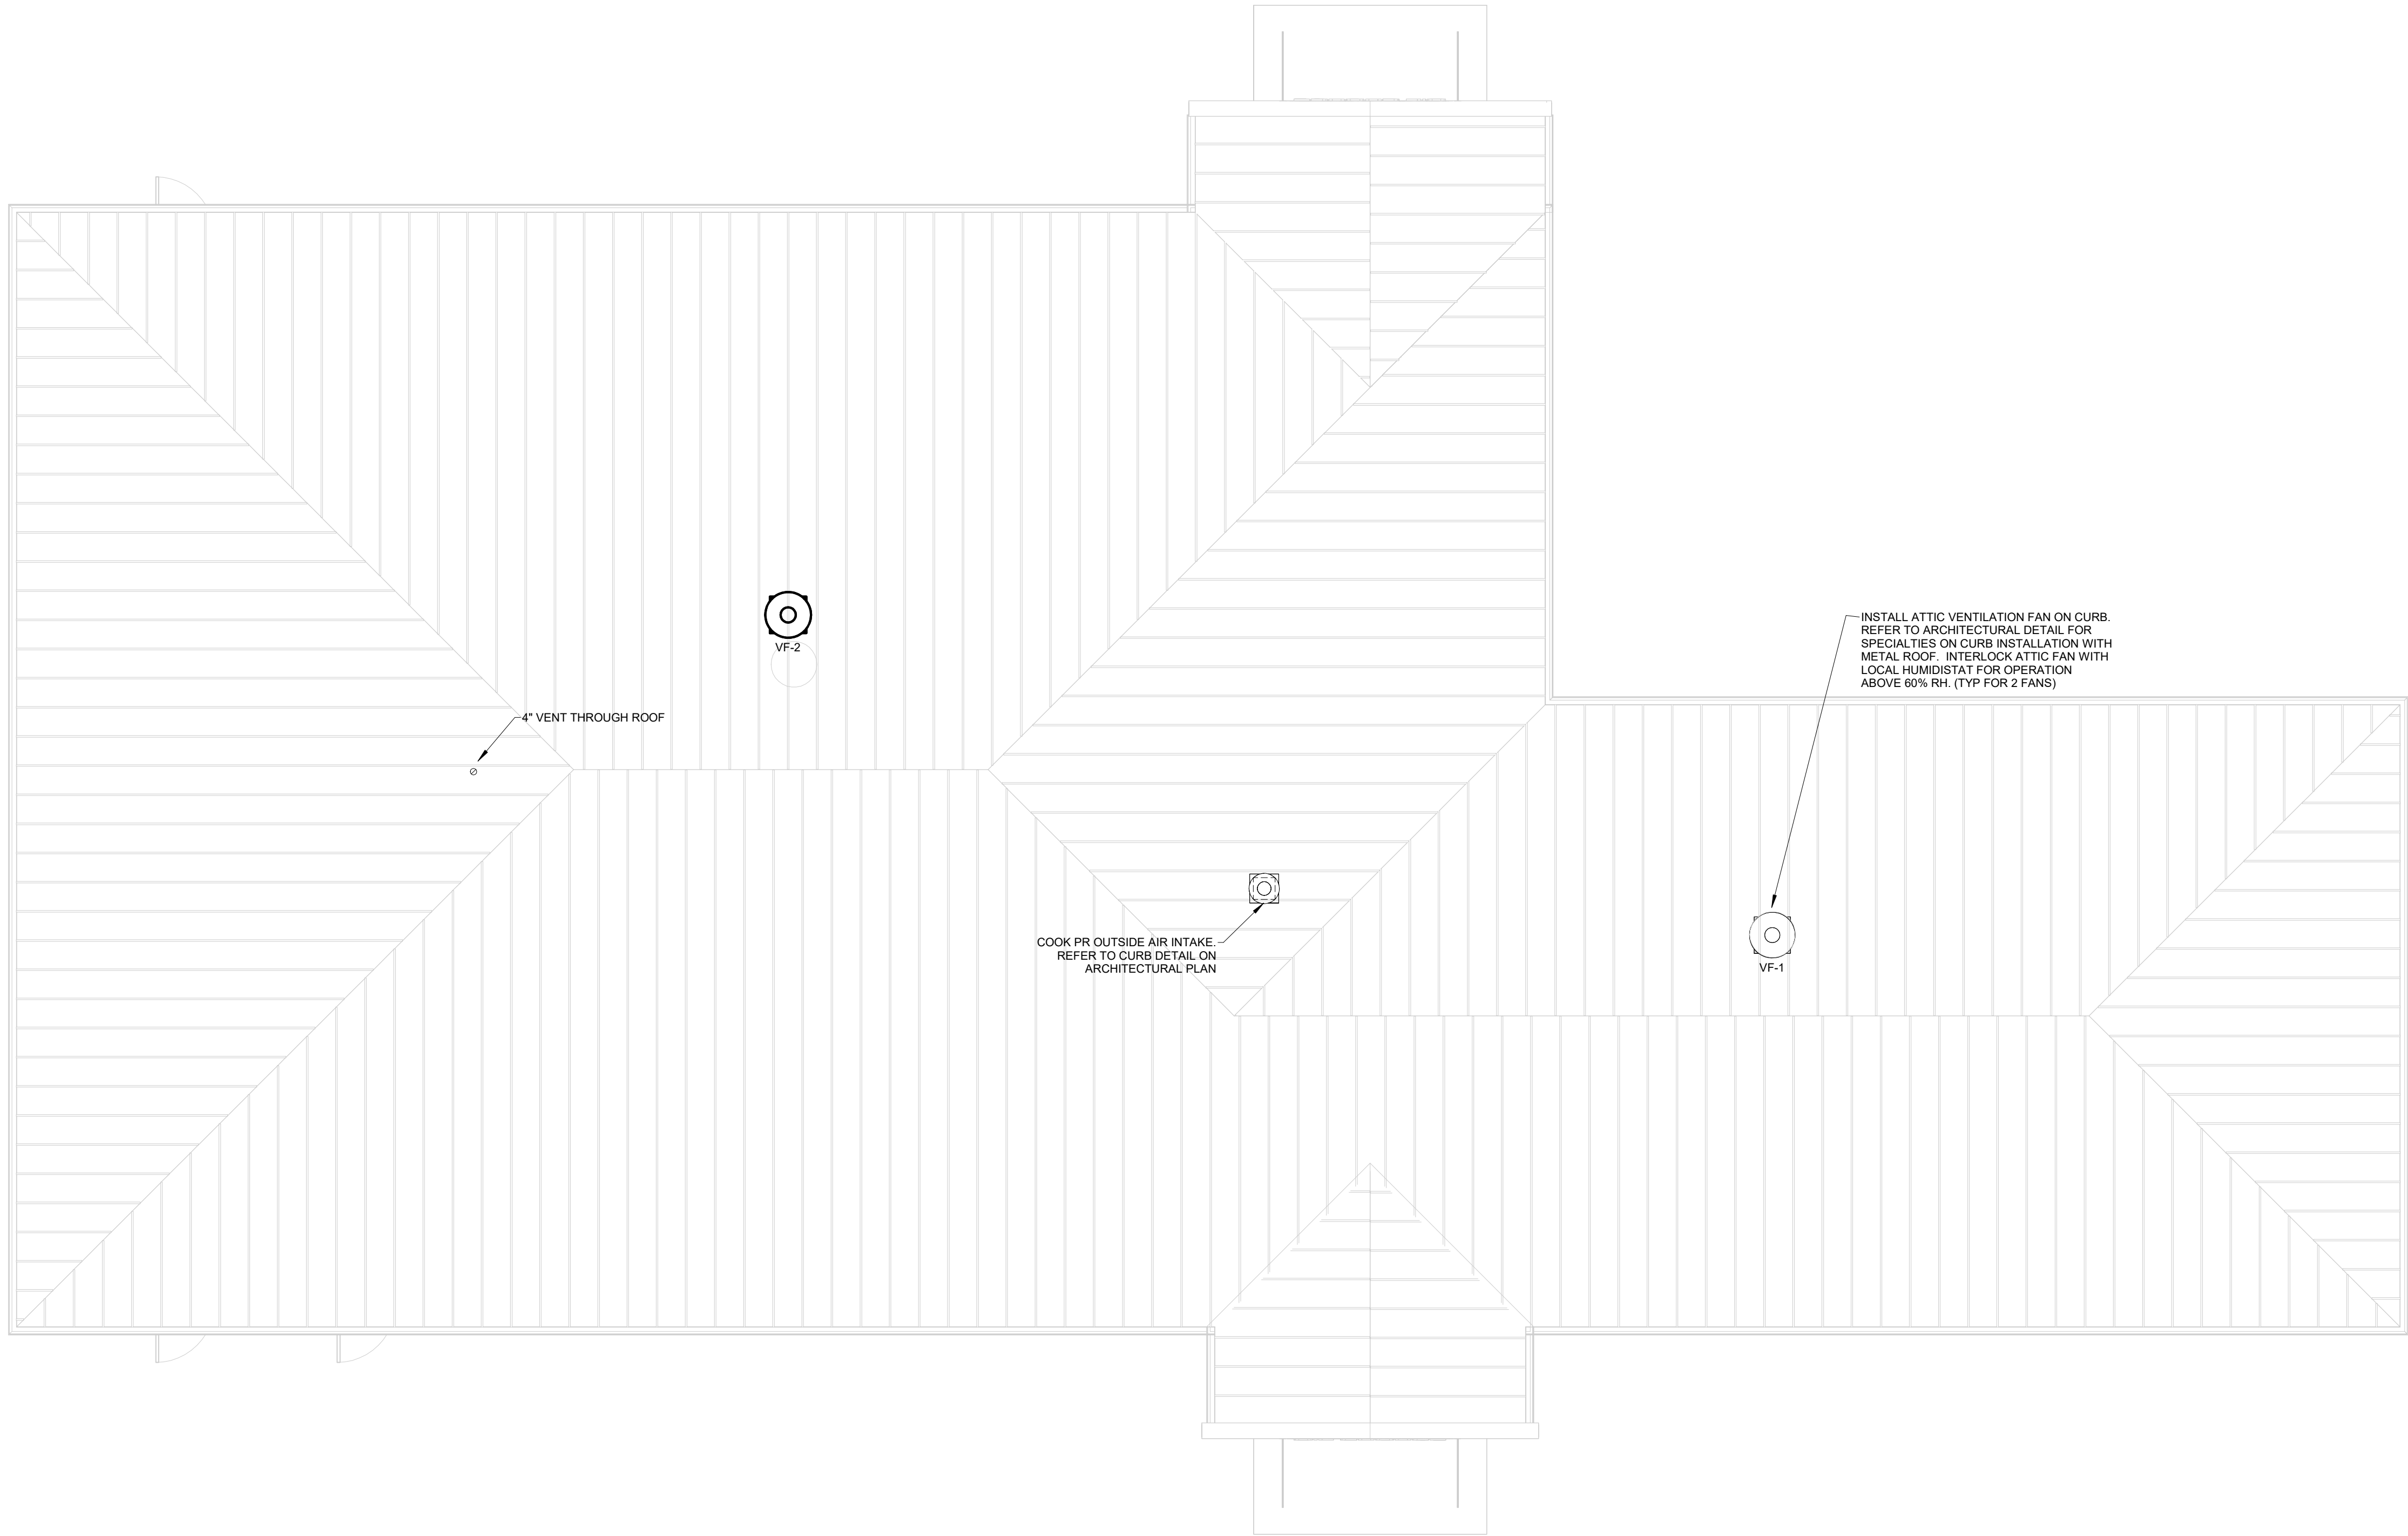 INSTALL ATTIC VENTILATION FAN ON CURB.
REFER TO ARCHITECTURAL DETAIL FOR
SPECIALTIES ON CURB INSTALLATION WITH
METAL ROOF.  INTERLOCK ATTIC FAN WITH
LOCAL HUMIDISTAT FOR OPERATION
ABOVE 60% RH. (TYP FOR 2 FANS)
VF-2
4" VENT THROUGH ROOF
COOK PR OUTSIDE AIR INTAKE.
REFER TO CURB DETAIL ON
ARCHITECTURAL PLAN
VF-1